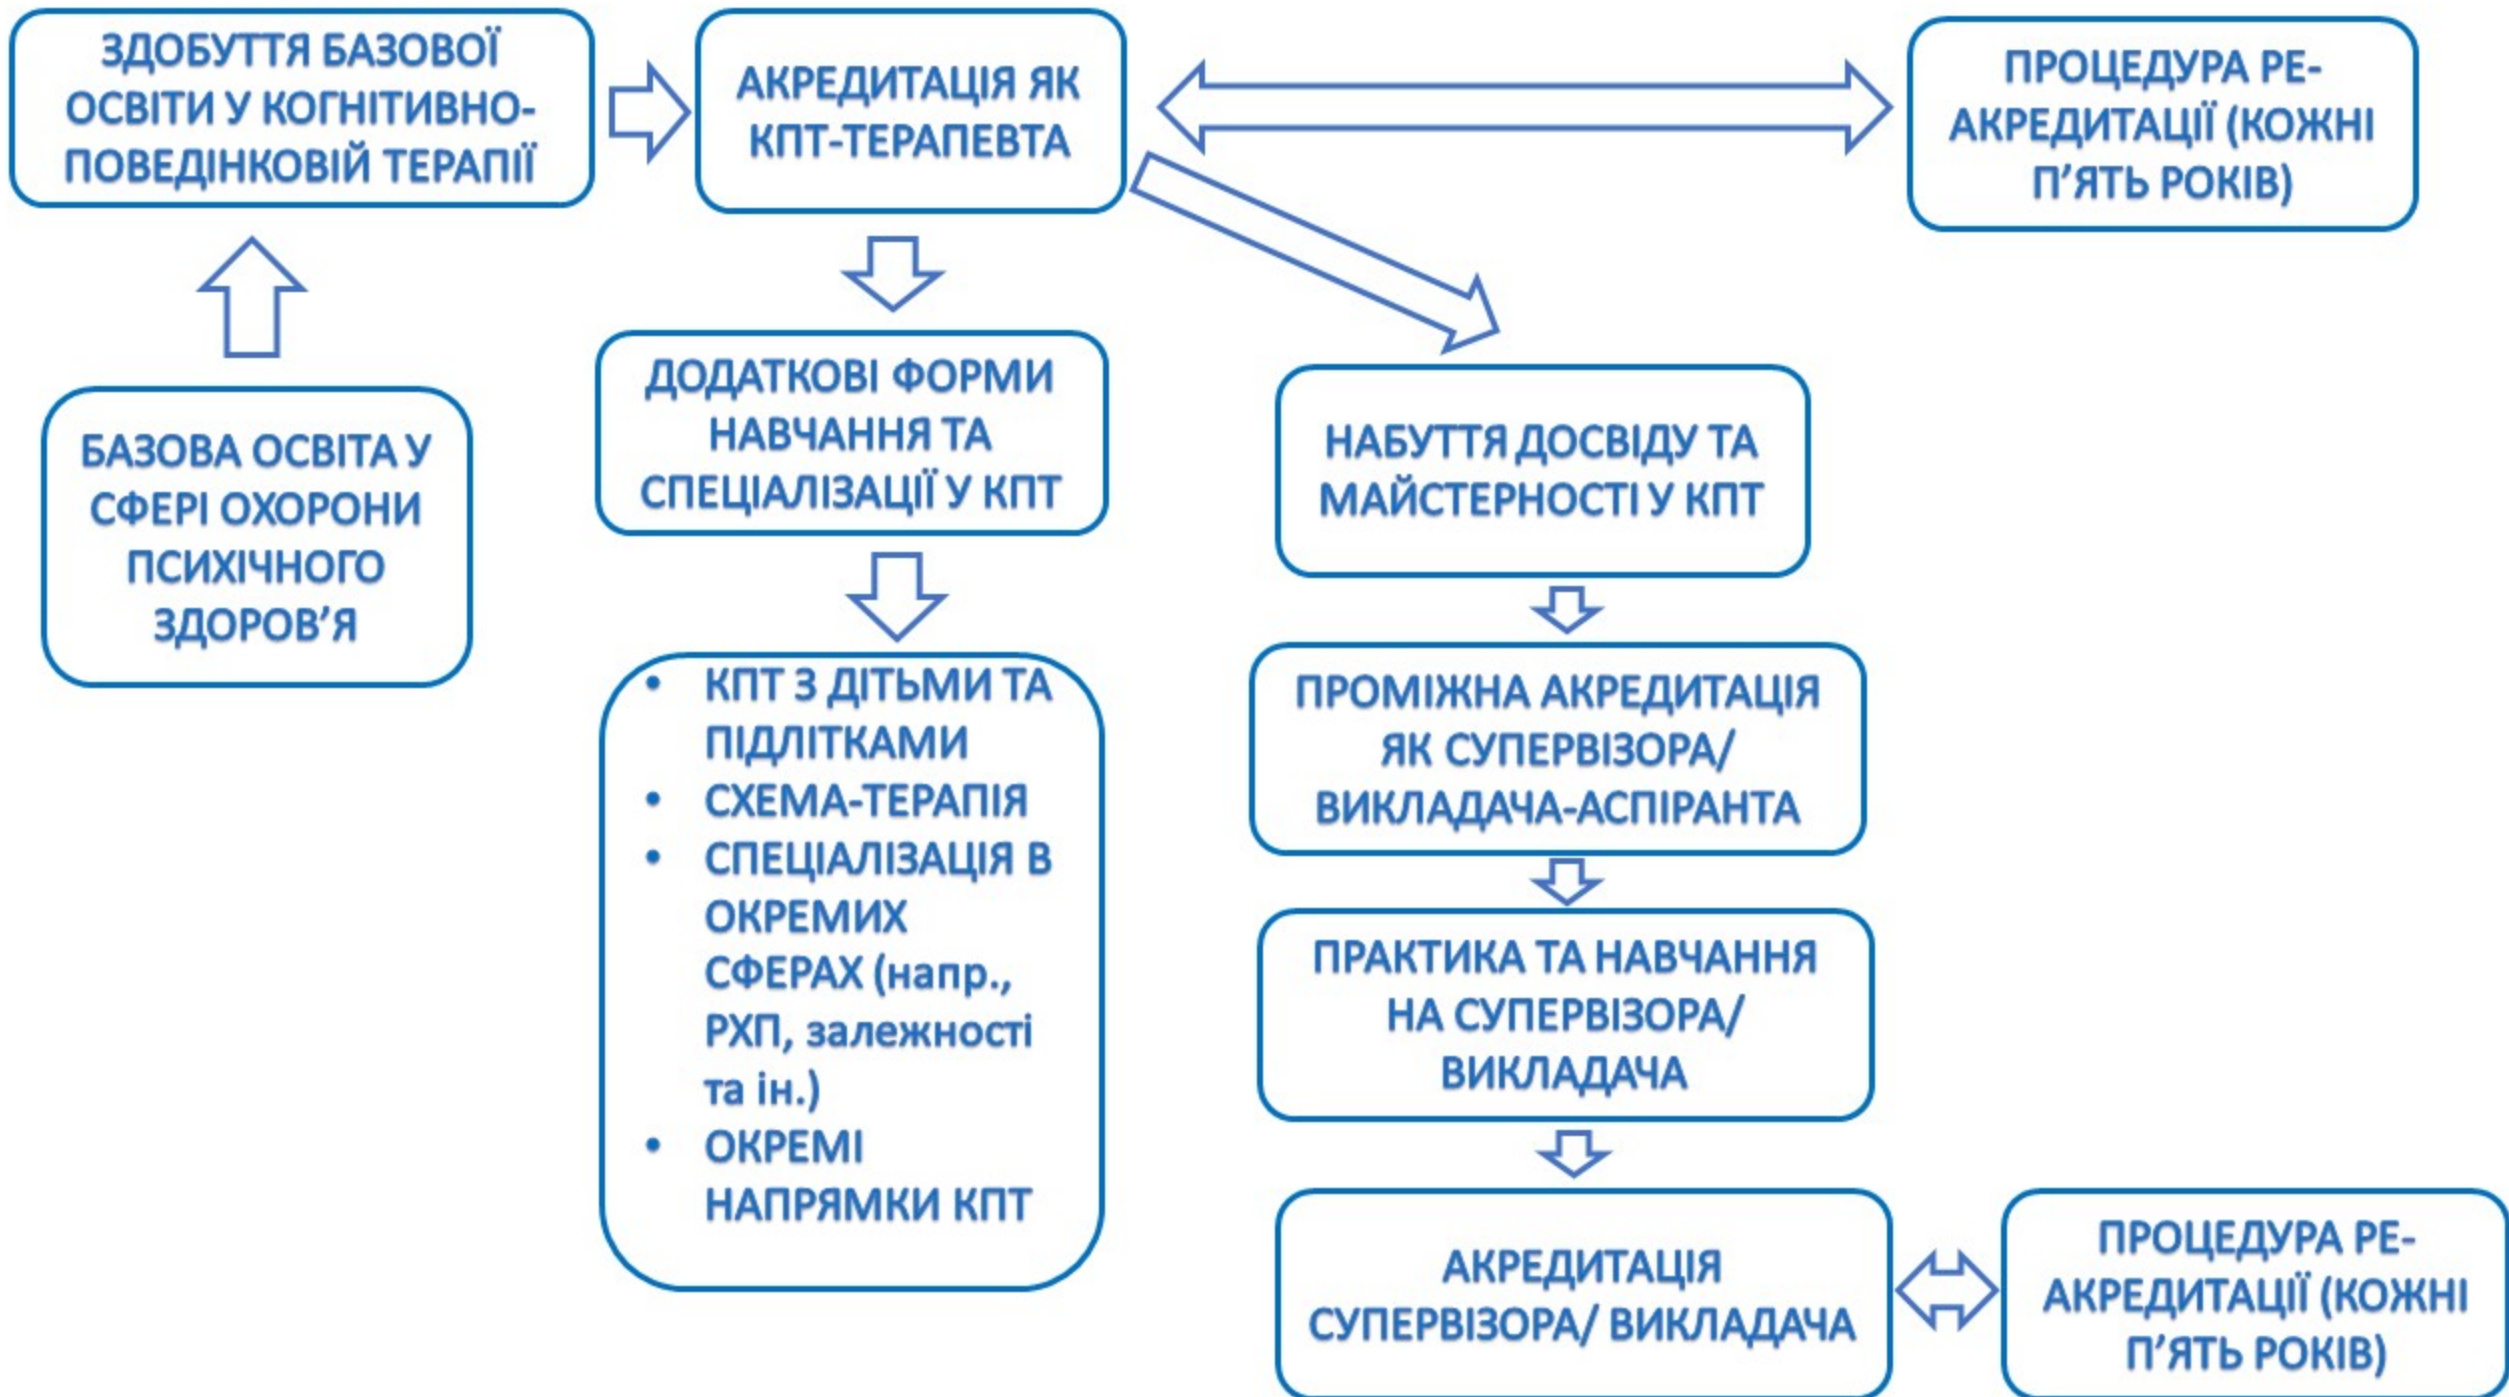 ЗДОБУТТЯ БАЗОВОЇ
ОСВІТИ У КОГНІТИВНО-
ПОВЕДІНКОВІЙ ТЕРАПІЇ
АКРЕДИТАЦІЯ ЯК
КПТ-ТЕРАПЕВТА
ПРОЦЕДУРА РЕ-
АКРЕДИТАЦІЇ (КОЖНІ
П’ЯТЬ РОКІВ)
БАЗОВА ОСВІТА У
СФЕРІ ОХОРОНИ
ПСИХІЧНОГО
ЗДОРОВ’Я
ДОДАТКОВІ ФОРМИ
НАВЧАННЯ ТА
СПЕЦІАЛІЗАЦІЇ У КПТ
• КПТ З ДІТЬМИ ТА
ПІДЛІТКАМИ
• СХЕМА-ТЕРАПІЯ
• СПЕЦІАЛІЗАЦІЯ В
ОКРЕМИХ
СФЕРАХ (напр.,
РХП, залежності
та ін.)
• ОКРЕМІ
НАПРЯМКИ КПТ
НАБУТТЯ ДОСВІДУ ТА
МАЙСТЕРНОСТІ У КПТ
ПРОМІЖНА АКРЕДИТАЦІЯ
ЯК СУПЕРВІЗОРА/
ВИКЛАДАЧА-АСПІРАНТА
ПРАКТИКА ТА НАВЧАННЯ
НА СУПЕРВІЗОРА/
ВИКЛАДАЧА
АКРЕДИТАЦІЯ
СУПЕРВІЗОРА/ ВИКЛАДАЧА
ПРОЦЕДУРА РЕ-
АКРЕДИТАЦІЇ (КОЖНІ
П’ЯТЬ РОКІВ)